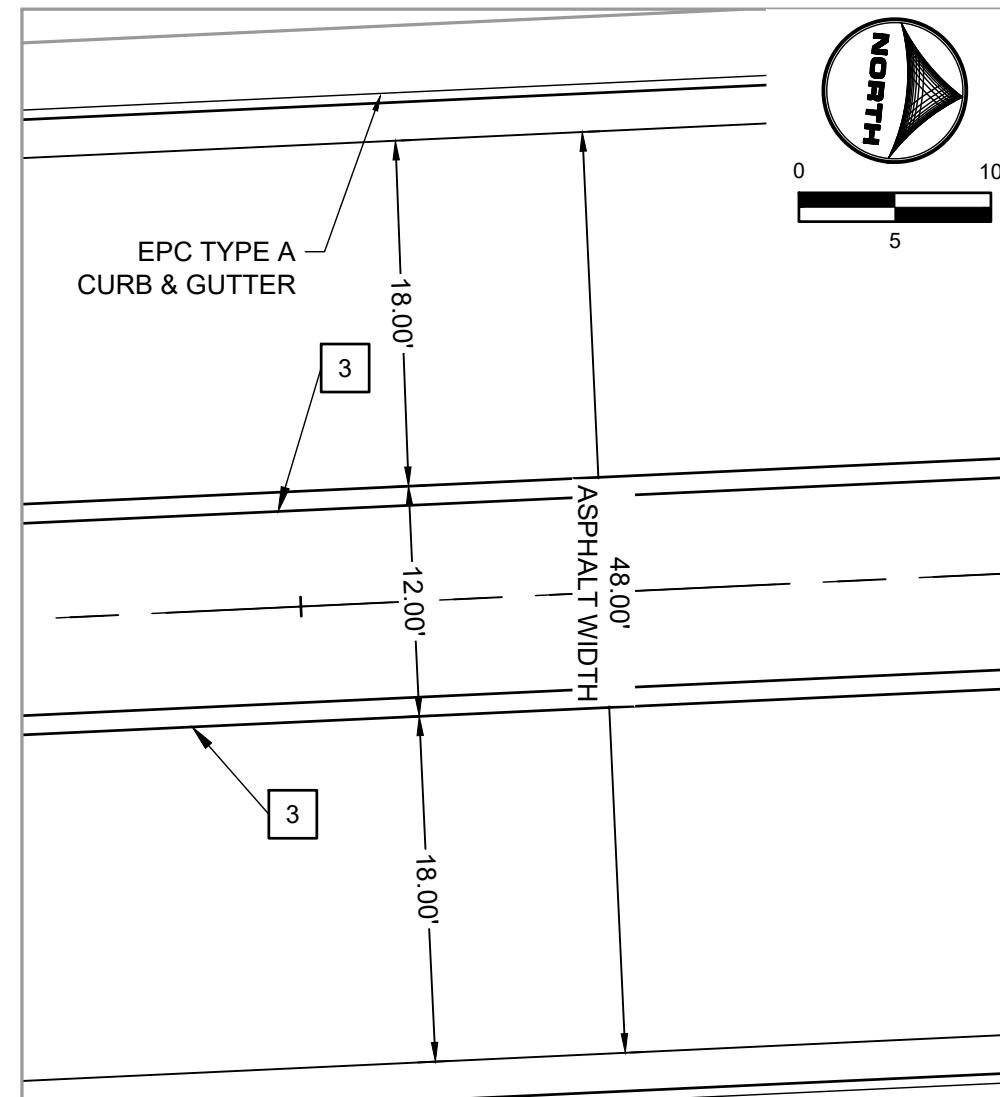 NORTH
0 10
5
EPC TYPE A
CURB & GUTTER
18.00'
3
48.00'
ASPHALT WIDTH
12.00'
3
18.00'